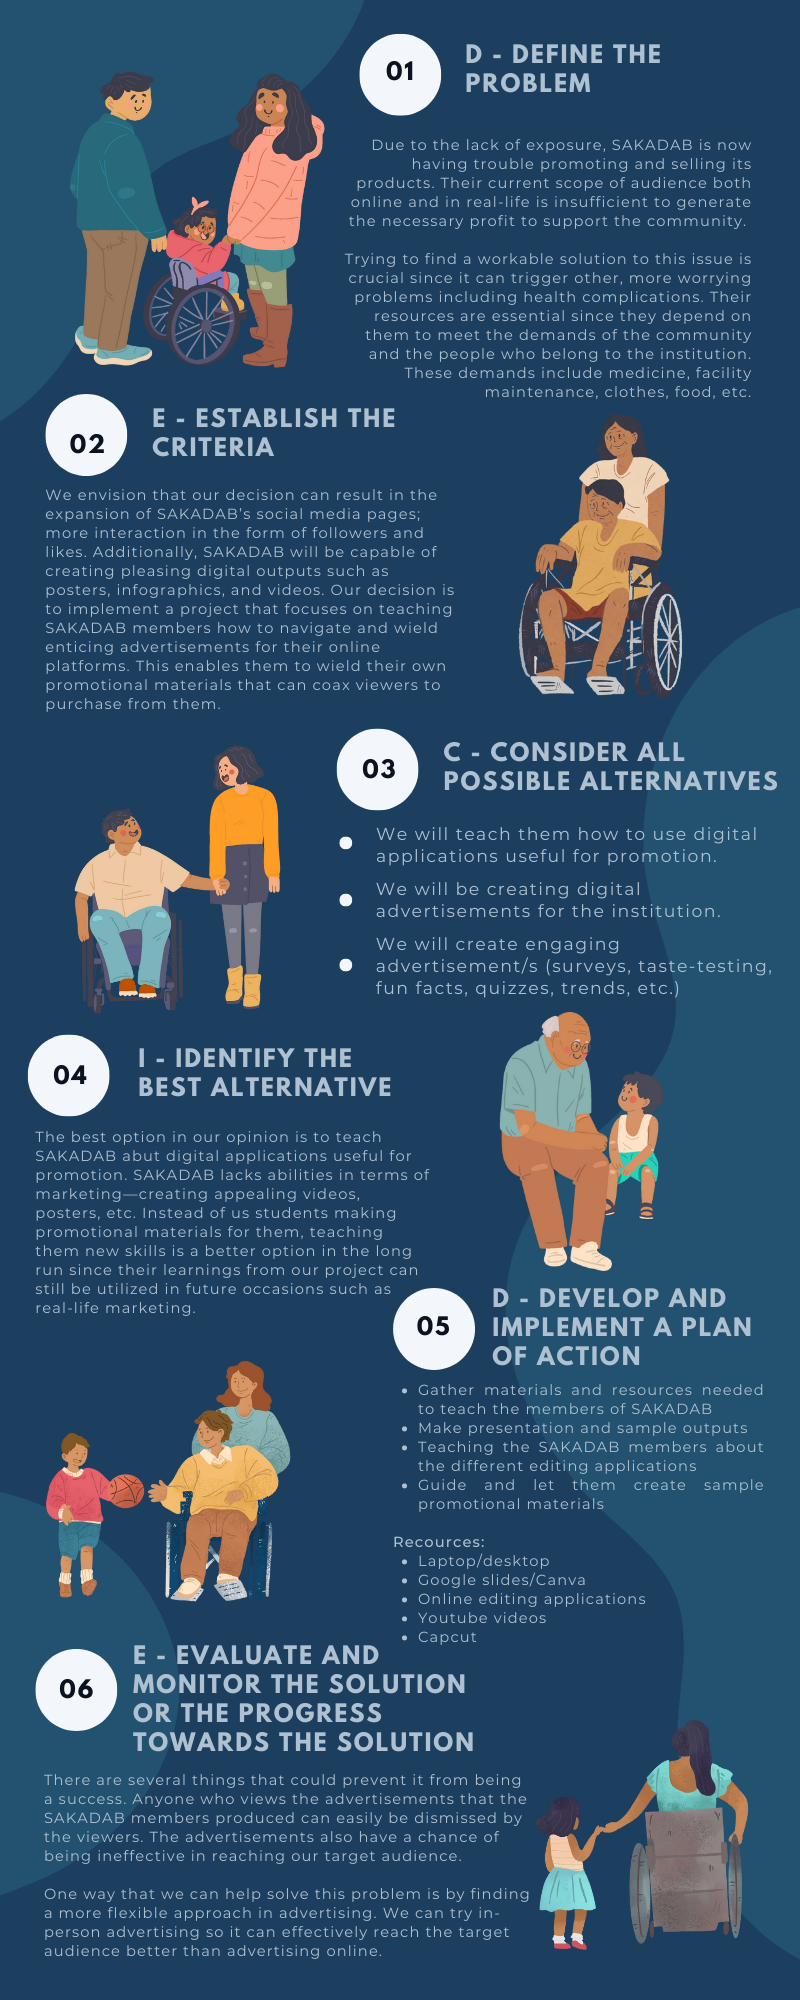 01
D - DEFINE THE
PROBLEM
Due to the lack of exposure, SAKADAB is now
having trouble promoting and selling its
products. Their current scope of audience both
online and in real-life is insufficient to generate
the necessary profit to support the community.
Trying to find a workable solution to this issue is
crucial since it can trigger other, more worrying
problems including health complications. Their
resources are essential since they depend on
them to meet the demands of the community
and the people who belong to the institution.
These demands include medicine, facility
maintenance, clothes, food, etc.
02
E - ESTABLISH THE
CRITERIA
We envision that our decision can result in the
expansion of SAKADAB's social media pages;
more interaction in the form of followers and
likes. Additionally, SAKADAB will be capable of
creating pleasing digital outputs such as
posters, infographics, and videos. Our decision is
to implement a project that focuses on teaching
SAKADAB members how to navigate and wield
enticing advertisements for their online
platforms. This enables them to wield their own
promotional materials that can coax viewers to
purchase from them.
03
C - CONSIDER ALL
POSSIBLE ALTERNATIVES
We will teach them how to use digital
applications useful for promotion.
We will be creating digital
advertisements for the institution.
We will create engaging
advertisement/s (surveys, taste-testing,
fun facts, quizzes, trends, etc.)
04
I - IDENTIFY THE
BEST ALTERNATIVE
The best option in our opinion is to teach
SAKADAB abut digital applications useful for
promotion. SAKADAB lacks abilities in terms of
marketing—creating appealing videos,
posters, etc. Instead of us students making
promotional materials for them, teaching
them new skills is a better option in the long
run since their learnings from our project can
still be utilized in future occasions such as
real-life marketing.
05
D - DEVELOP AND
IMPLEMENT A PLAN
OF ACTION
• Gather materials and resources needed
to teach the members of SAKADAB
• Make presentation and sample outputs
• Teaching the SAKADAB members about
the different editing applications
• Guide and let them create sample
promotional materials
Recources:
• Laptop/desktop
• Google slides/Canva
• Online editing applications
• Youtube videos
• Capcut
06
E - EVALUATE AND
MONITOR THE SOLUTION
OR THE PROGRESS
TOWARDS THE SOLUTION
There are several things that could prevent it from being
a success. Anyone who views the advertisements that the
SAKADAB members produced can easily be dismissed by
the viewers. The advertisements also have a chance of
being ineffective in reaching our target audience.
One way that we can help solve this problem is by finding
a more flexible approach in advertising. We can try in-
person advertising so it can effectively reach the target
audience better than advertising online.